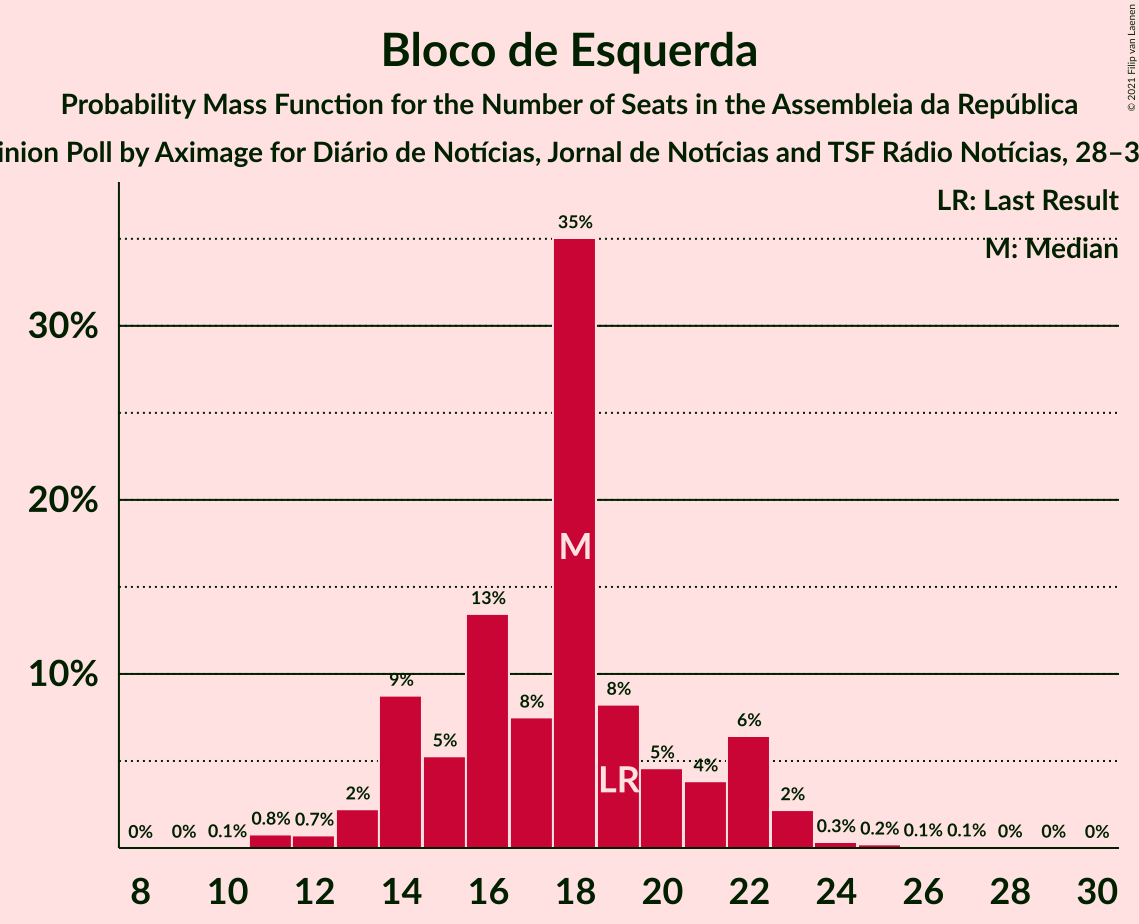 Bloco de Esquerda
Probability Mass Function for the Number of Seats in the Assembleia da República
inion Poll by Aximage for Diário de Notícias, Jornal de Notícias and TSF Rádio Notícias, 28–3
© 2021 Filip van Laenen
LR: Last Result
M: Median
35%
30%
20%
M
13%
10%
9%
8%
8%
6%
5%
5%
4%
LR
2%
2%
0% 0% 0.1% 0.8% 0.7% 0.3% 0.2% 0.1% 0.1% 0% 0% 0%
8 10 12 14 16 18 20 22 24 26 28 30